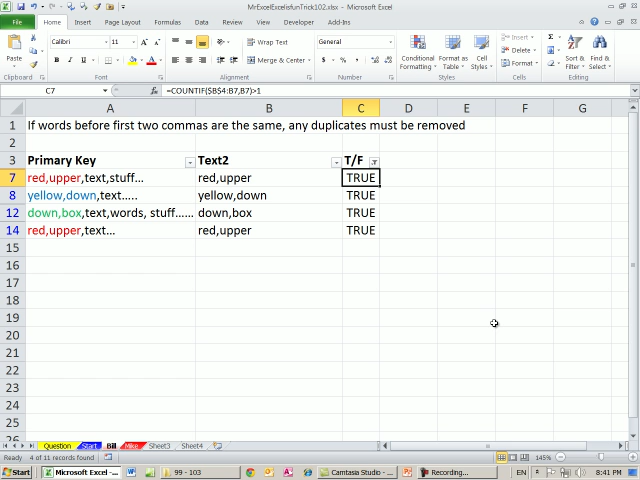 MrExcelExcelisfunTrick102.xlsx - Microsoft Excel
File Home Insert Page Layout Formulas Data Review View Developer Add-Ins
Calibri 11
Wrap Text General Insert Σ
Paste B I U Merge & Center $ % , Conditional Formatting Format as Table Cell Styles Delete Format Sort & Filter Find & Select
Clipboard Font Alignment Number Styles Cells Editing
C7 fx =COUNTIF($B$4:B7,B7)>1
A B C D E F G
1 If words before first two commas are the same, any duplicates must be removed
2
3 Primary Key Text2 T/F
7 red,upper,text,stuff... red,upper TRUE
8 yellow,down,text..... yellow,down TRUE
12 down,box,text,words, stuff...... down,box TRUE
14 red,upper,text... red,upper TRUE
15
16
17
18
19
20
21
22
23
24
25
26
Question Start Bill Mike Sheet3 Sheet4
Ready 4 of 11 records found 145%
Start Microsoft Excel -... 99 - 103 Camtasia Studio -... Recording... EN 8:41 PM